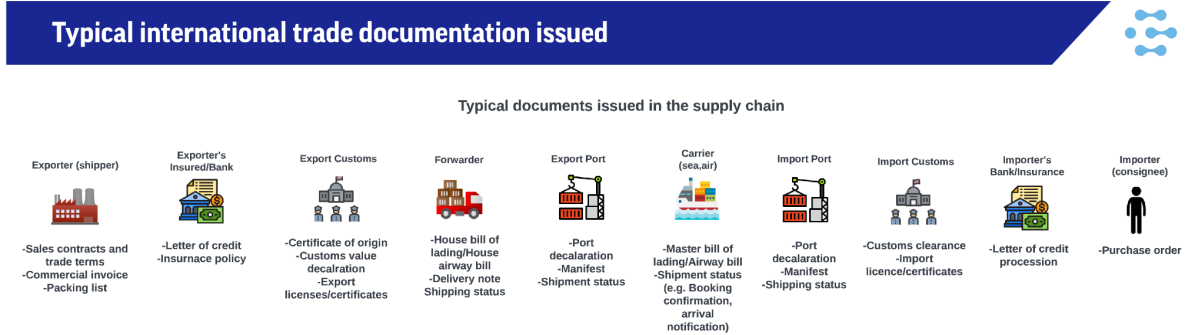 Typical international trade documentation issued
Typical documents issued in the supply chain
Exporter (shipper)
-Sales contracts and
trade terms
-Commercial invoice
-Packing list
Exporter's
Insured/Bank
-Letter of credit
-Insurnace policy
Export Customs
-Certificate of origin
-Customs value
decalration
-Export
licenses/certificates
Forwarder
-House bill of
lading/House
airway bill
-Delivery note
Shipping status
Export Port
-Port
decalaration
-Manifest
-Shipment status
Carrier
(sea,air)
-Master bill of
lading/Airway bill
-Shipment status
(e.g. Booking
confirmation,
arrival
notification)
Import Port
-Port
decalaration
-Manifest
-Shipping status
Import Customs
-Customs clearance
-Import
licence/certificates
Importer's
Bank/Insurance
-Letter of credit
procession
Importer
(consignee)
-Purchase order